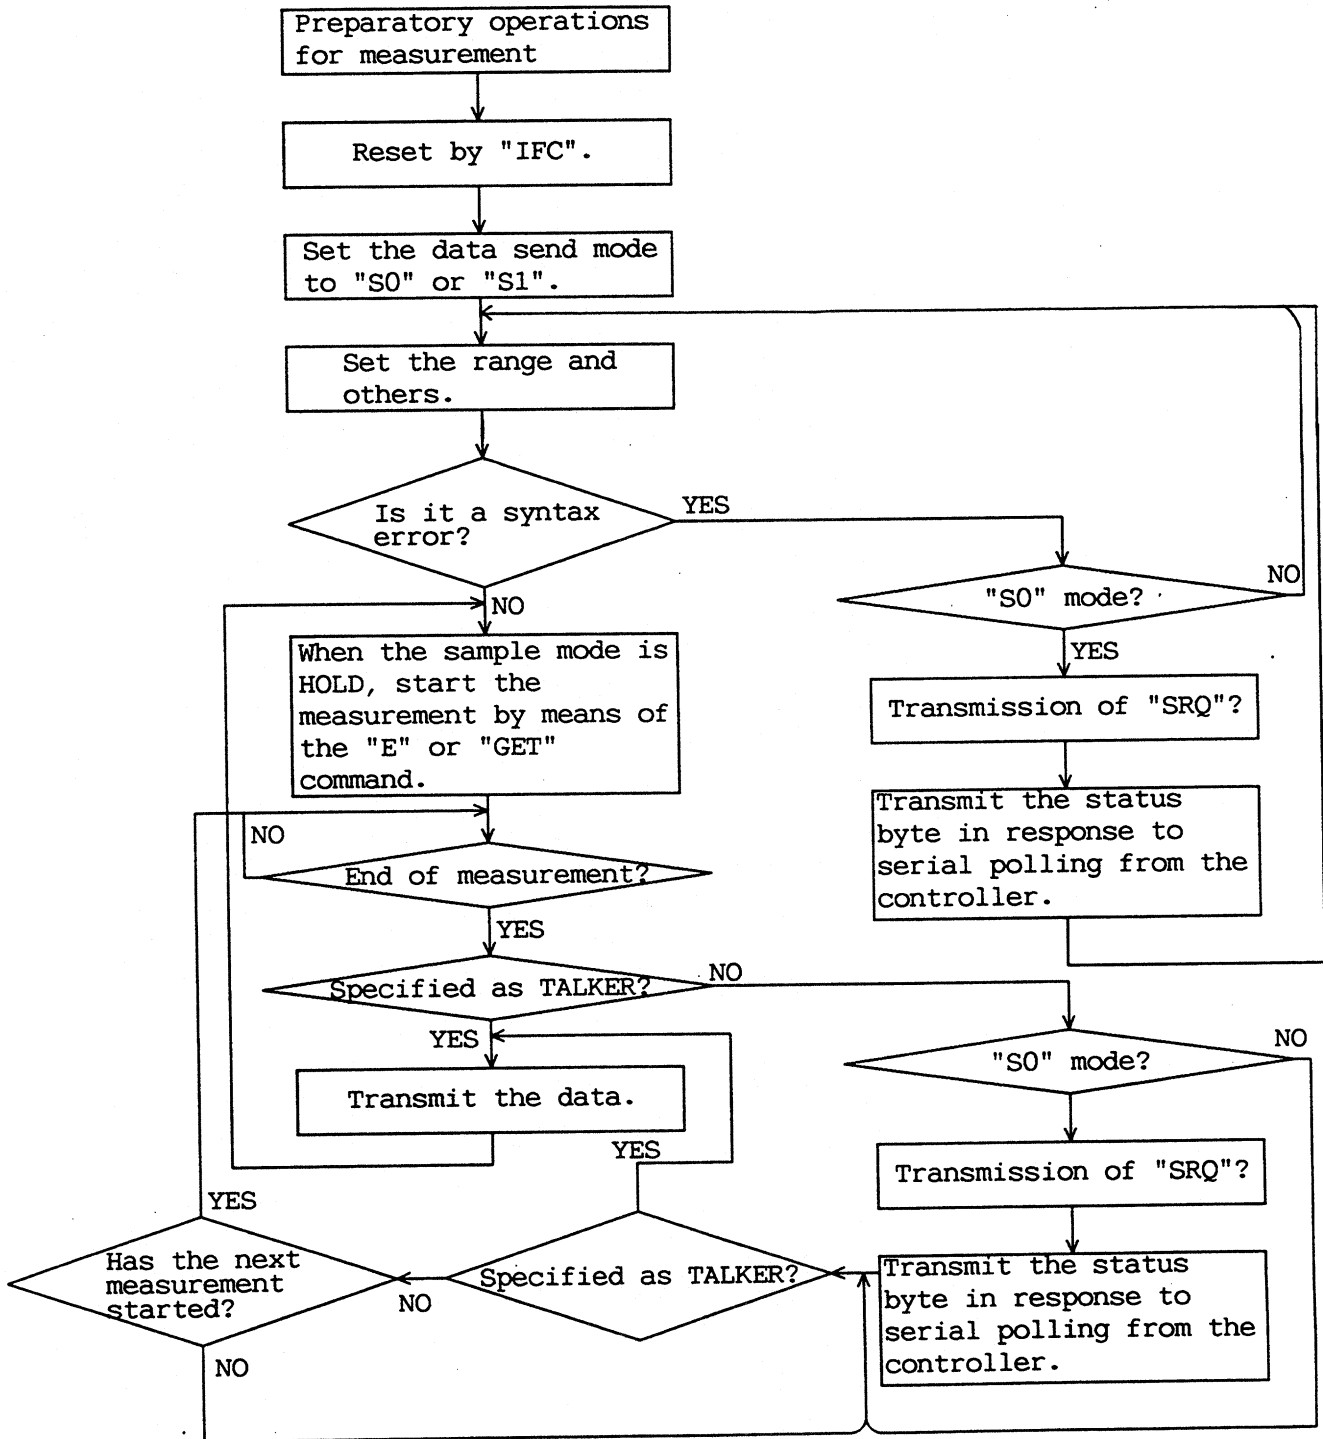 Preparatory operations
for measurement
Reset by "IFC".
Set the data send mode
to "S0" or "S1".
Set the range and
others.
Is it a syntax
error?
YES
NO
"S0" mode?
NO
YES
When the sample mode is
HOLD, start the
measurement by means of
the "E" or "GET"
command.
Transmission of "SRQ"?
Transmit the status
byte in response to
serial polling from the
controller.
NO
End of measurement?
YES
Specified as TALKER?
NO
YES
"S0" mode?
NO
Transmit the data.
YES
Transmission of "SRQ"?
YES
Has the next
measurement
started?
NO
Specified as TALKER?
NO
Transmit the status
byte in response to
serial polling from the
controller.